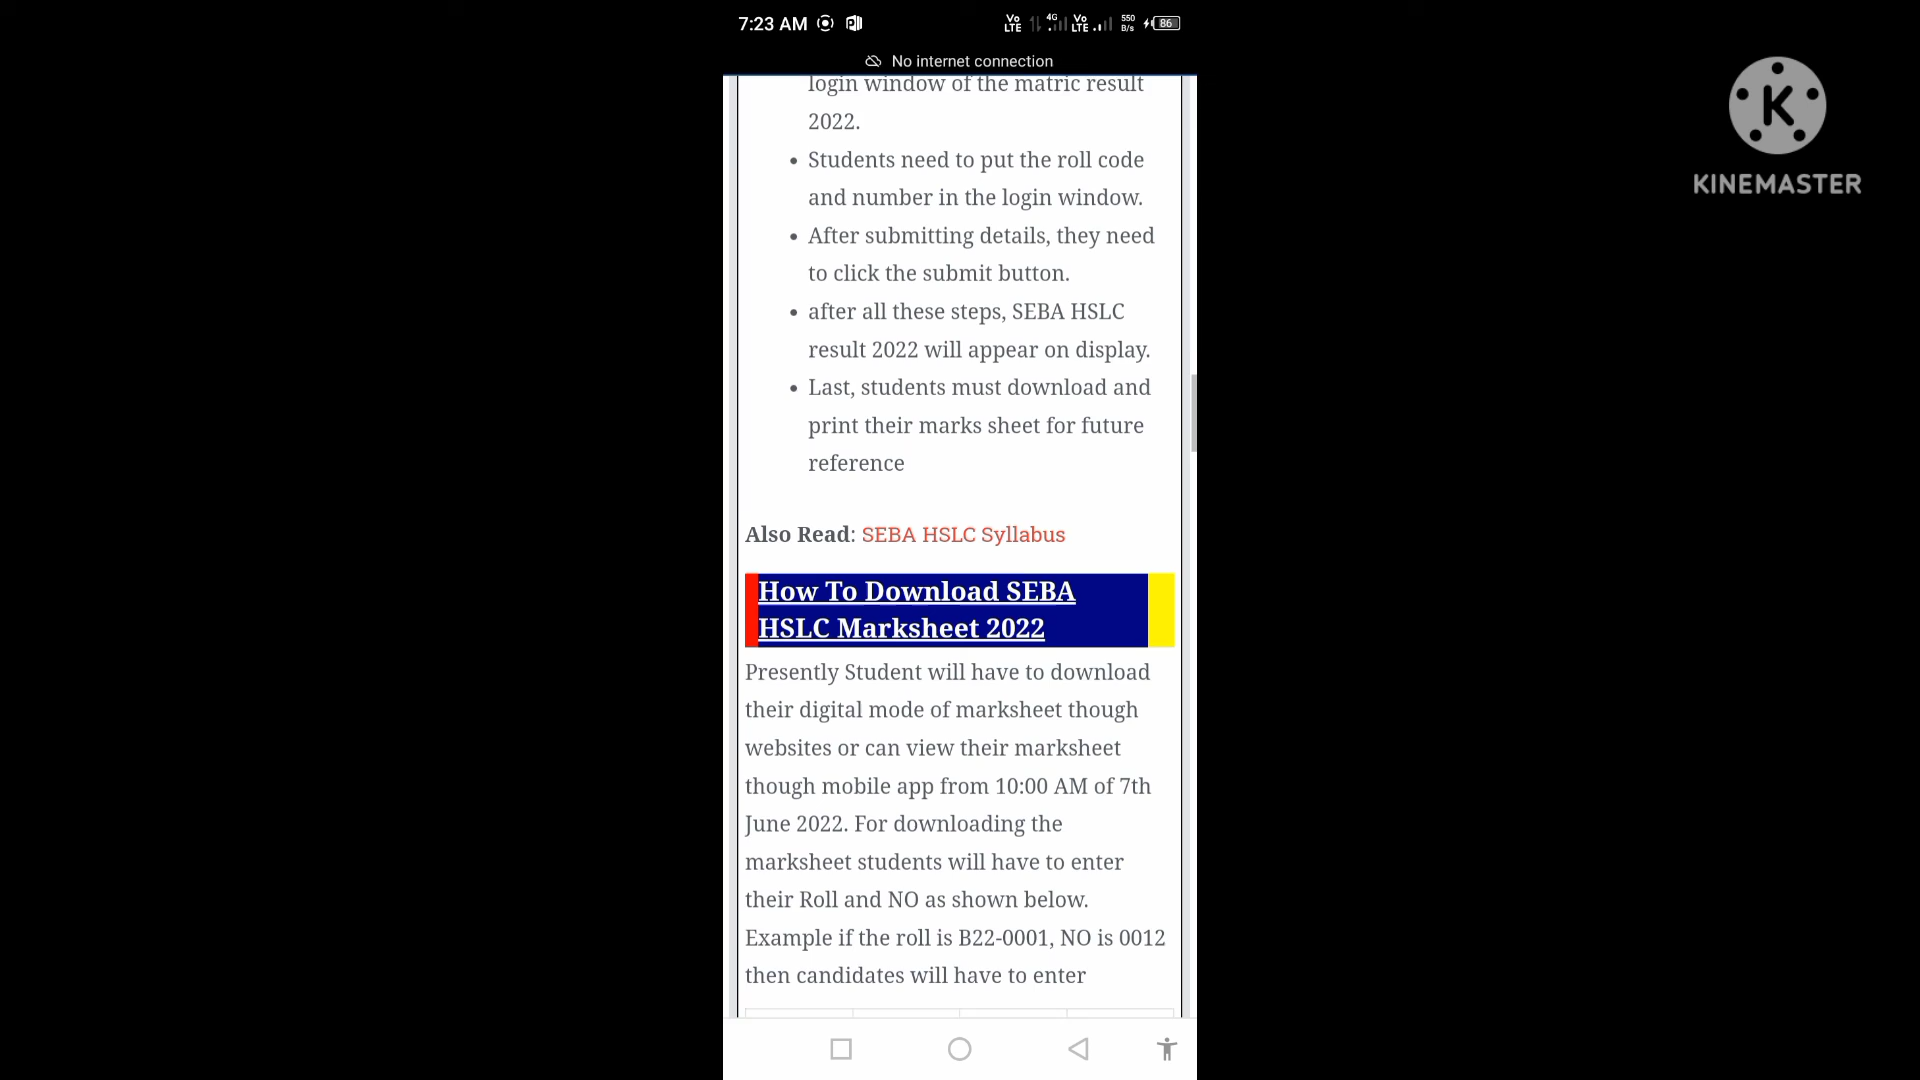 7:23 AM
Vo LTE 4G Vo LTE 550 B/s 86
No internet connection
K
KINEMASTER
login window of the matric result
2022.
• Students need to put the roll code
and number in the login window.
• After submitting details, they need
to click the submit button.
• after all these steps, SEBA HSLC
result 2022 will appear on display.
• Last, students must download and
print their marks sheet for future
reference
Also Read: SEBA HSLC Syllabus
How To Download SEBA
HSLC Marksheet 2022
Presently Student will have to download
their digital mode of marksheet though
websites or can view their marksheet
though mobile app from 10:00 AM of 7th
June 2022. For downloading the
marksheet students will have to enter
their Roll and NO as shown below.
Example if the roll is B22-0001, NO is 0012
then candidates will have to enter